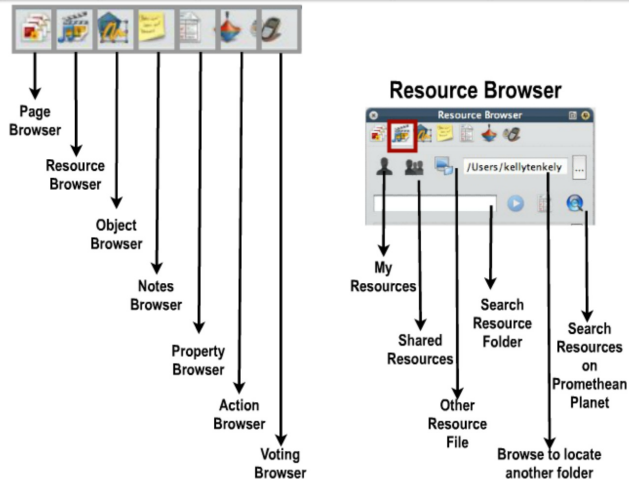 Page
Browser
Resource
Browser
Object
Browser
Notes
Browser
Property
Browser
Action
Browser
Voting
Browser
Resource Browser
Resource Browser
/Users/kellytenkely
...
My
Resources
Shared
Resources
Other
Resource
File
Search
Resource
Folder
Browse to locate
another folder
Search
Resources
on
Promethean
Planet